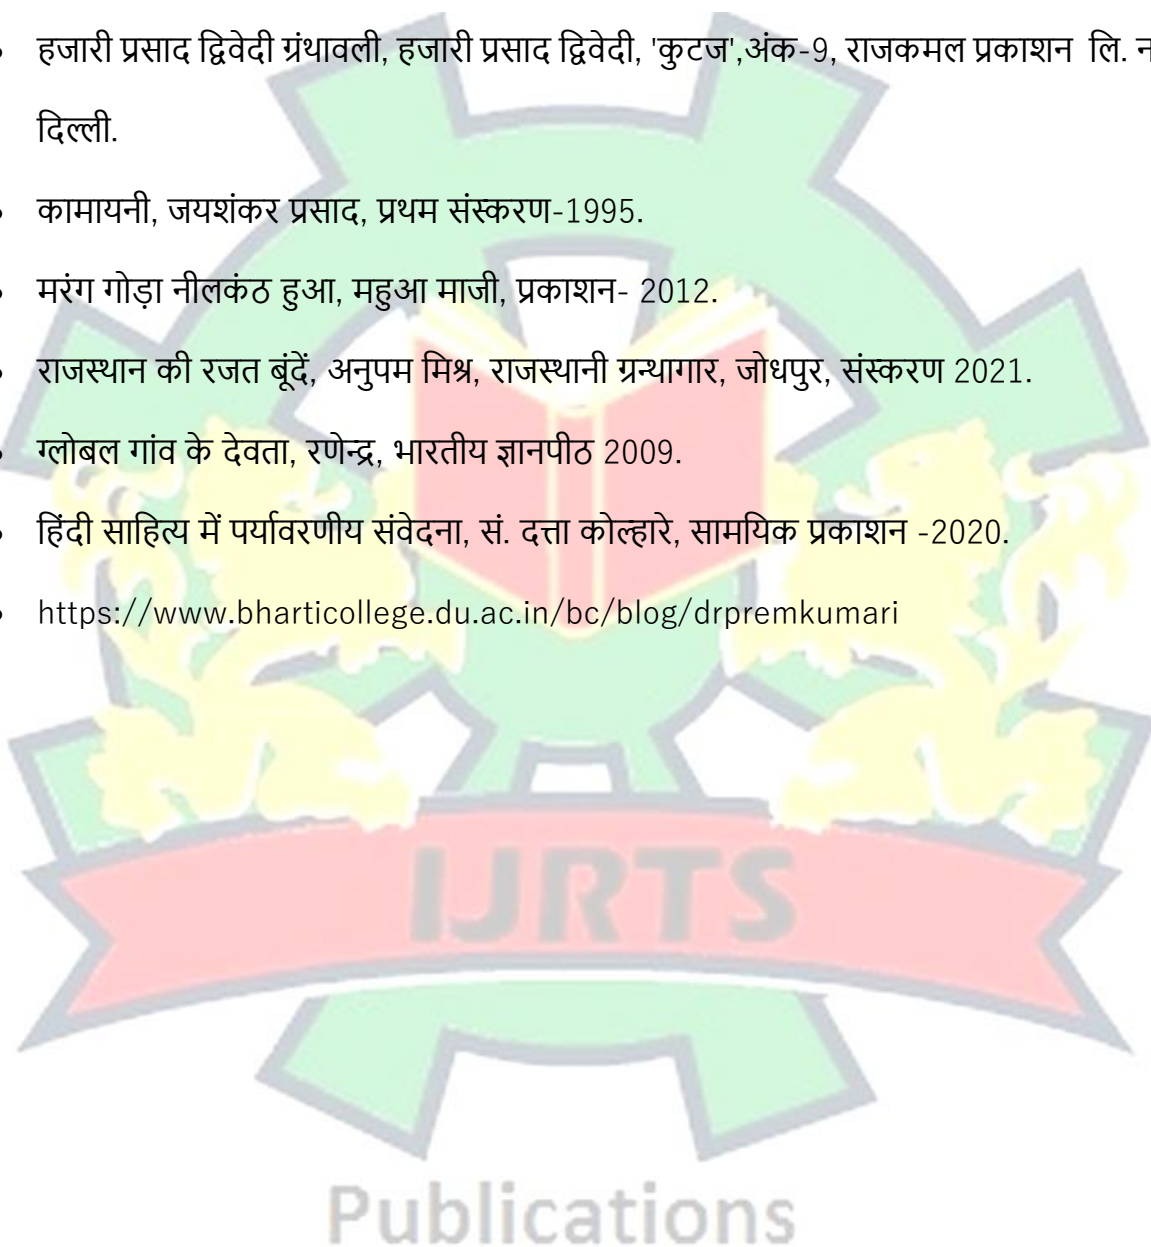 • हजारी प्रसाद द्विवेदी ग्रंथावली, हजारी प्रसाद द्विवेदी, 'कुटज',अंक-9, राजकमल प्रकाशन लि.
दिल्ली.
• कामायनी, जयशंकर प्रसाद, प्रथम संस्करण-1995.
• मरंग गोड़ा नीलकंठ हुआ, महुआ माजी, प्रकाशन- 2012.
• राजस्थान की रजत बूंदें, अनुपम मिश्र, राजस्थानी ग्रन्थागार, जोधपुर, संस्करण 2021.
• ग्लोबल गांव के देवता, रणेन्द्र, भारतीय ज्ञानपीठ 2009.
• हिंदी साहित्य में पर्यावरणीय संवेदना, सं. दत्ता कोल्हारे, सामयिक प्रकाशन -2020.
• https://www.bharticollege.du.ac.in/bc/blog/drpremkumari
IJRTS
Publications